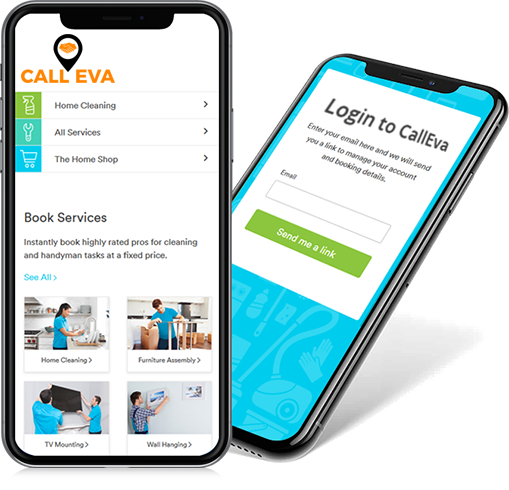 CALL EVA
Home Cleaning
All Services
The Home Shop
Book Services
Instantly book highly rated pros for cleaning
and handyman tasks at a fixed price.
See All
Home Cleaning
Furniture Assembly
TV Mounting
Wall Hanging
Login to CallEva
Enter your email here and we will send
you a link to manage your account
and booking details.
Email
Send me a link